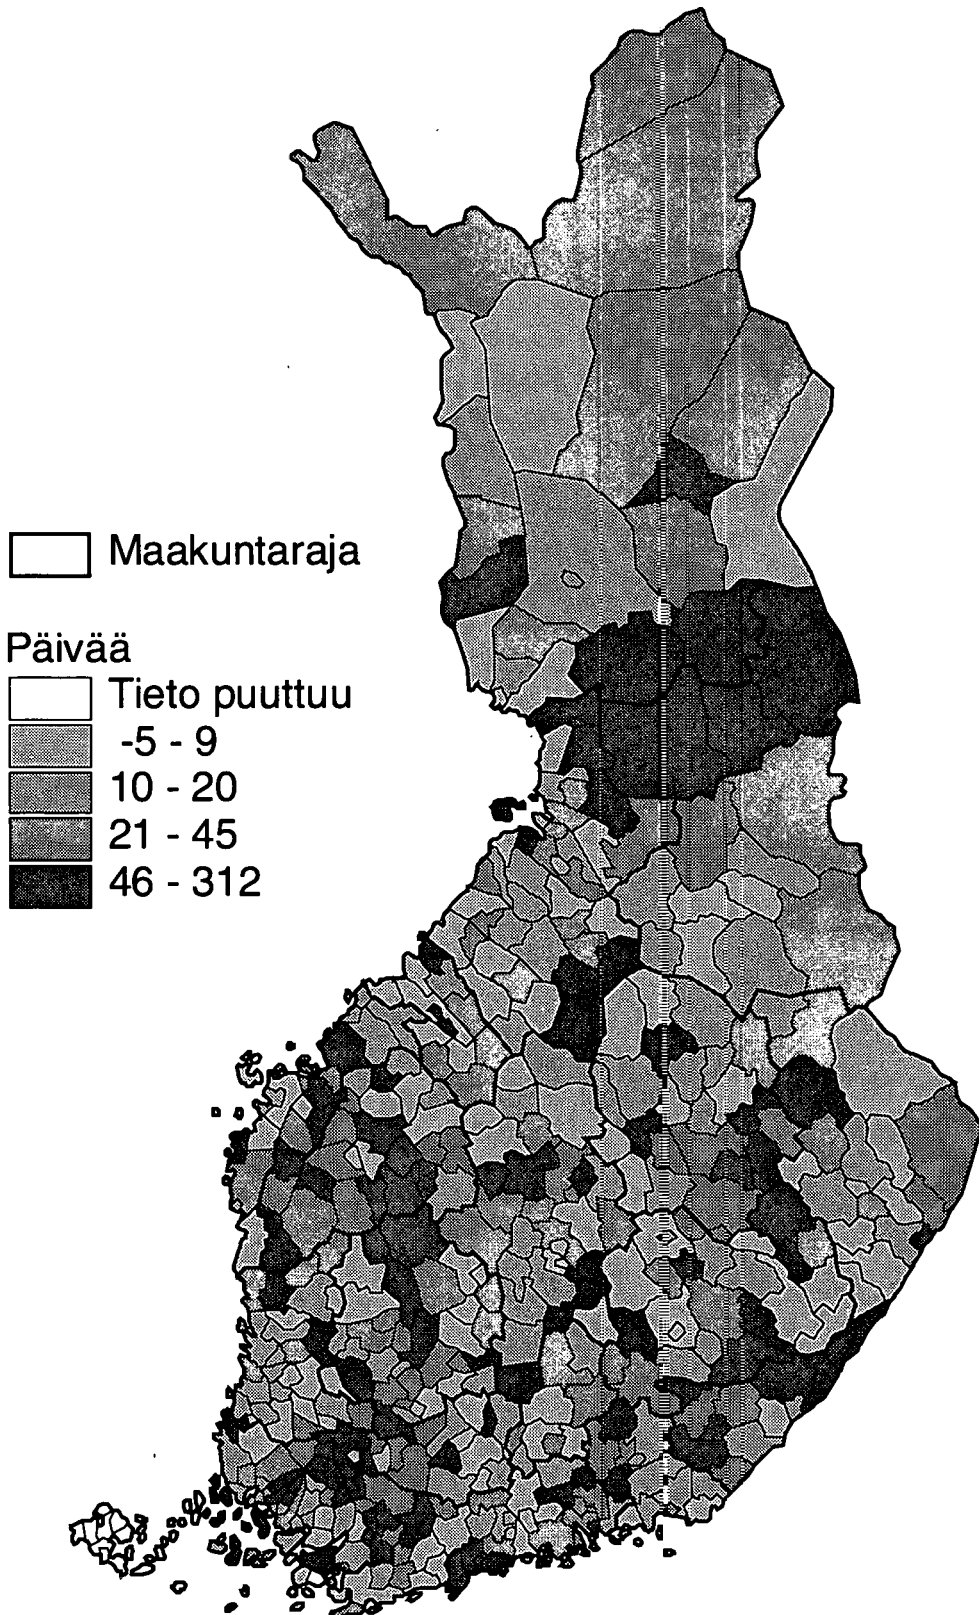 Maakuntaraja
Päivää
Tieto puuttuu
-5 - 9
10 - 20
21 - 45
46 - 312